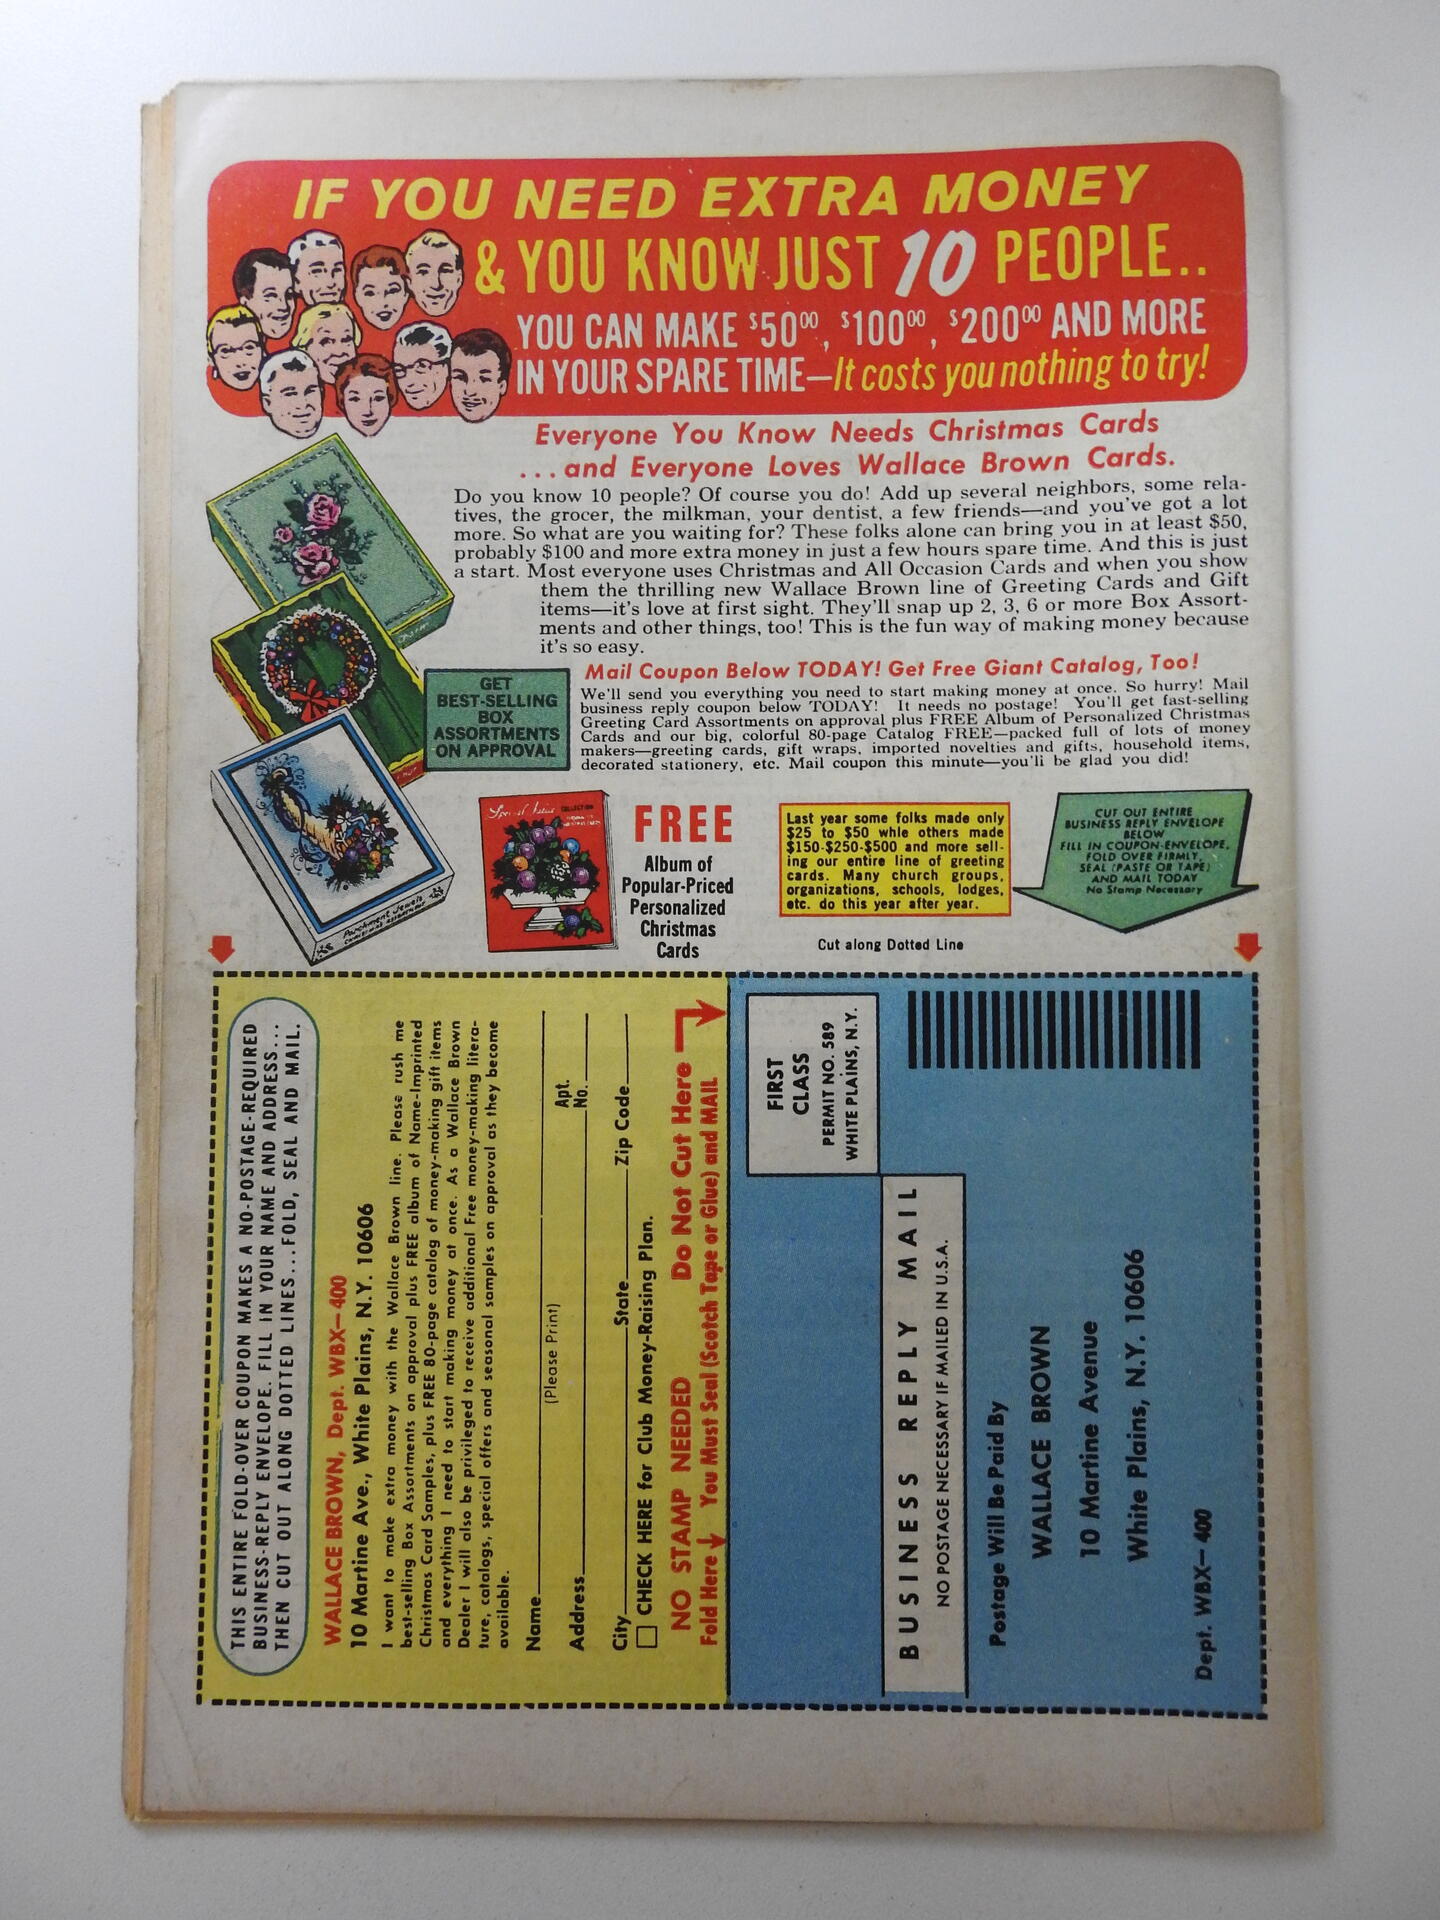 IF YOU NEED EXTRA MONEY
& YOU KNOW JUST 10 PEOPLE..
YOU CAN MAKE $50⁰⁰, $100⁰⁰, $200⁰⁰ AND MORE
IN YOUR SPARE TIME—It costs you nothing to try!
Everyone You Know Needs Christmas Cards
...and Everyone Loves Wallace Brown Cards.
Do you know 10 people? Of course you do! Add up several neighbors, some rela-
tives, the grocer, the milkman, your dentist, a few friends—and you've got a lot
more. So what are you waiting for? These folks alone can bring you in at least $50,
probably $100 and more extra money in just a few hours spare time. And this is just
a start. Most everyone uses Christmas and All Occasion Cards and when you show
them the thrilling new Wallace Brown line of Greeting Cards and Gift
items—it's love at first sight. They'll snap up 2, 3, 6 or more Box Assort-
ments and other things, too! This is the fun way of making money because
it's so easy.
Mail Coupon Below TODAY! Get Free Giant Catalog, Too!
We'll send you everything you need to start making money at once. So hurry! Mail
business reply coupon below TODAY! It needs no postage! You'll get fast-selling
Greeting Card Assortments on approval plus FREE Album of Personalized Christmas
Cards and our big, colorful 80-page Catalog FREE—packed full of lots of money
makers—greeting cards, gift wraps, imported novelties and gifts, household items,
decorated stationery, etc. Mail coupon this minute—you'll be glad you did!
GET
BEST-SELLING
BOX
ASSORTMENTS
ON APPROVAL
Parchment Jewels
CHRISTMAS ASSORTMENT
COLLECTION
FREE
Album of
Popular-Priced
Personalized
Christmas
Cards
Last year some folks made only
$25 to $50 whle others made
$150-$250-$500 and more sell-
ing our entire line of greeting
cards. Many church groups,
organizations, schools, lodges,
etc. do this year after year.
CUT OUT ENTIRE
BUSINESS REPLY ENVELOPE
BELOW
FILL IN COUPON-ENVELOPE,
FOLD OVER FIRMLY,
SEAL (PASTE OR TAPE)
AND MAIL TODAY
No Stamp Necessary
Cut along Dotted Line
THIS ENTIRE FOLD-OVER COUPON MAKES A NO-POSTAGE-REQUIRED
BUSINESS-REPLY ENVELOPE. FILL IN YOUR NAME AND ADDRESS...
THEN CUT OUT ALONG DOTTED LINES...FOLD, SEAL AND MAIL.
WALLACE BROWN, Dept. WBX—400
10 Martine Ave., White Plains, N.Y. 10606
I want to make extra money with the Wallace Brown line. Please rush me
best-selling Box Assortments on approval plus FREE album of Name-Imprinted
Christmas Card Samples, plus FREE 80-page catalog of money-making gift items
and everything I need to start making money at once. As a Wallace Brown
Dealer I will also be privileged to receive additional Free money-making litera-
ture, catalogs, special offers and seasonal samples on approval as they become
available.
Name
(Please Print)
Address Apt. No.
City State Zip Code
CHECK HERE for Club Money-Raising Plan.
NO STAMP NEEDED Do Not Cut Here
Fold Here You Must Seal (Scotch Tape or Glue) and MAIL
FIRST
CLASS
PERMIT NO. 589
WHITE PLAINS, N.Y.
BUSINESS REPLY MAIL
NO POSTAGE NECESSARY IF MAILED IN U.S.A.
Postage Will Be Paid By
WALLACE BROWN
10 Martine Avenue
White Plains, N.Y. 10606
Dept. WBX—400